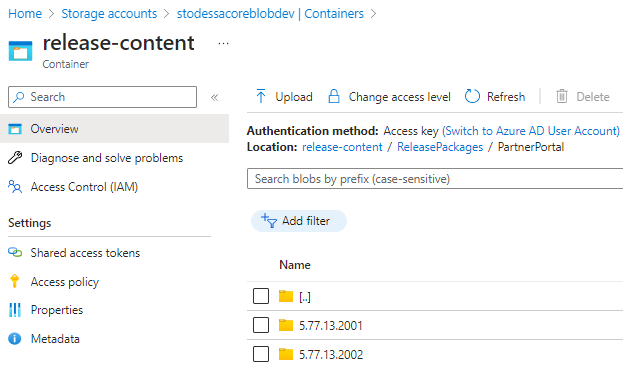 Home > Storage accounts > stodessacoreblobdev | Containers >
release-content ...
Container
Search «
Overview
Diagnose and solve problems
Access Control (IAM)
Settings
Shared access tokens
Access policy
Properties
Metadata
Upload Change access level Refresh Delete
Authentication method: Access key (Switch to Azure AD User Account)
Location: release-content / ReleasePackages / PartnerPortal
Search blobs by prefix (case-sensitive)
Add filter
Name
[..]
5.77.13.2001
5.77.13.2002